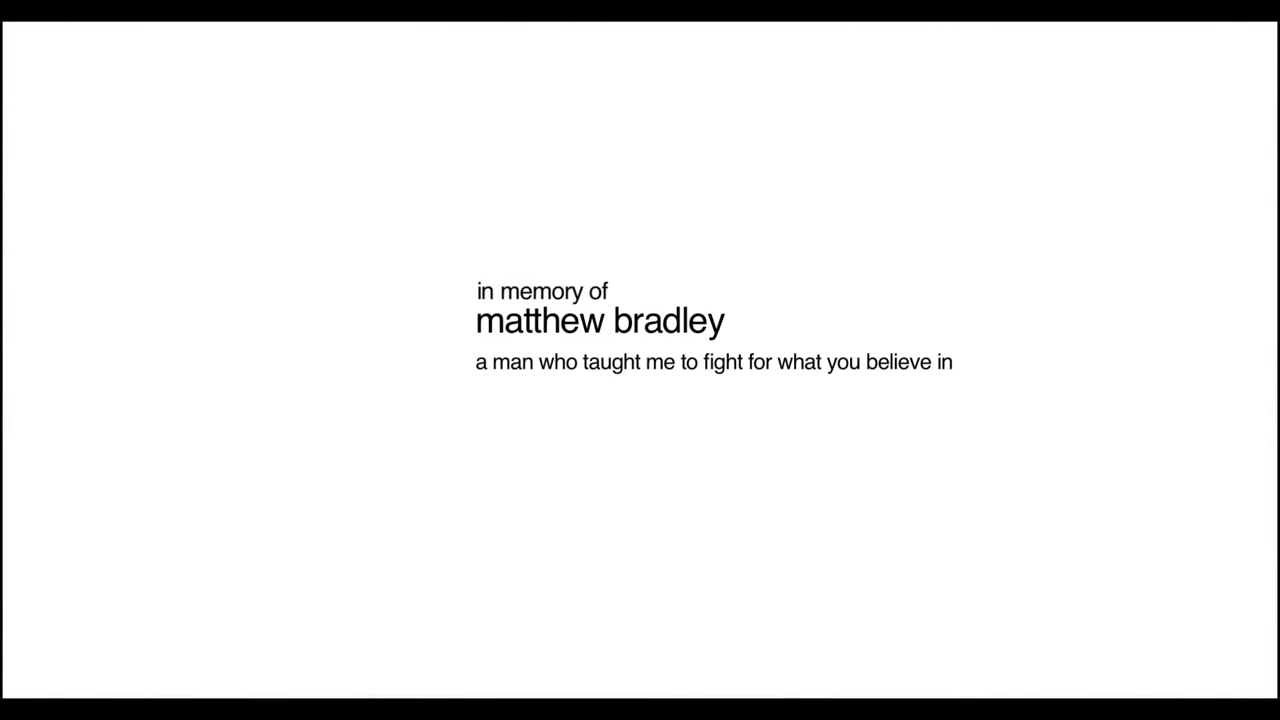 in memory of
matthew bradley
a man who taught me to fight for what you believe in